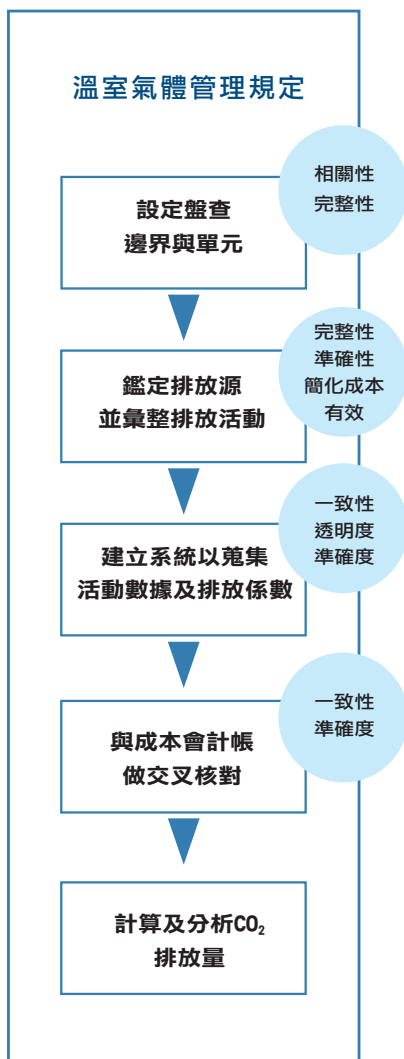 溫室氣體管理規定
相關性
完整性
設定盤查
邊界與單元
完整性
準確性
簡化成本
有效
鑑定排放源
並彙整排放活動
一致性
透明度
準確度
建立系統以蒐集
活動數據及排放係數
一致性
準確度
與成本會計帳
做交叉核對
計算及分析CO₂
排放量